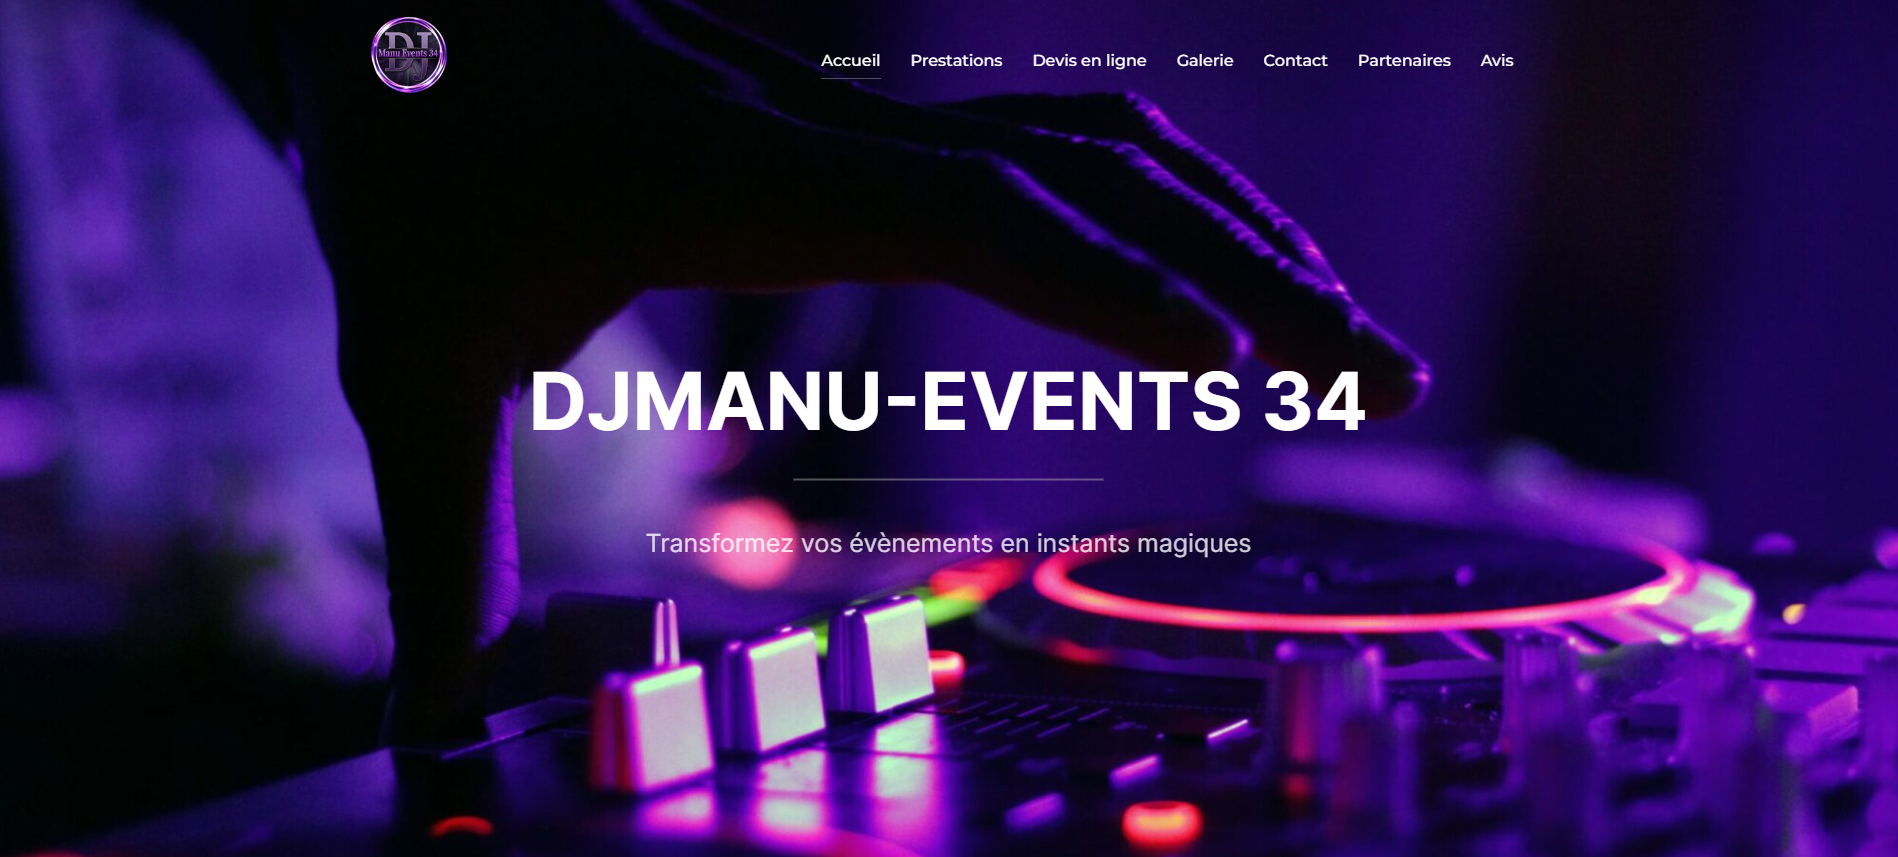 DJ
Manu Events 34
Accueil Prestations Devis en ligne Galerie Contact Partenaires Avis
DJMANU-EVENTS 34
Transformez vos évènements en instants magiques